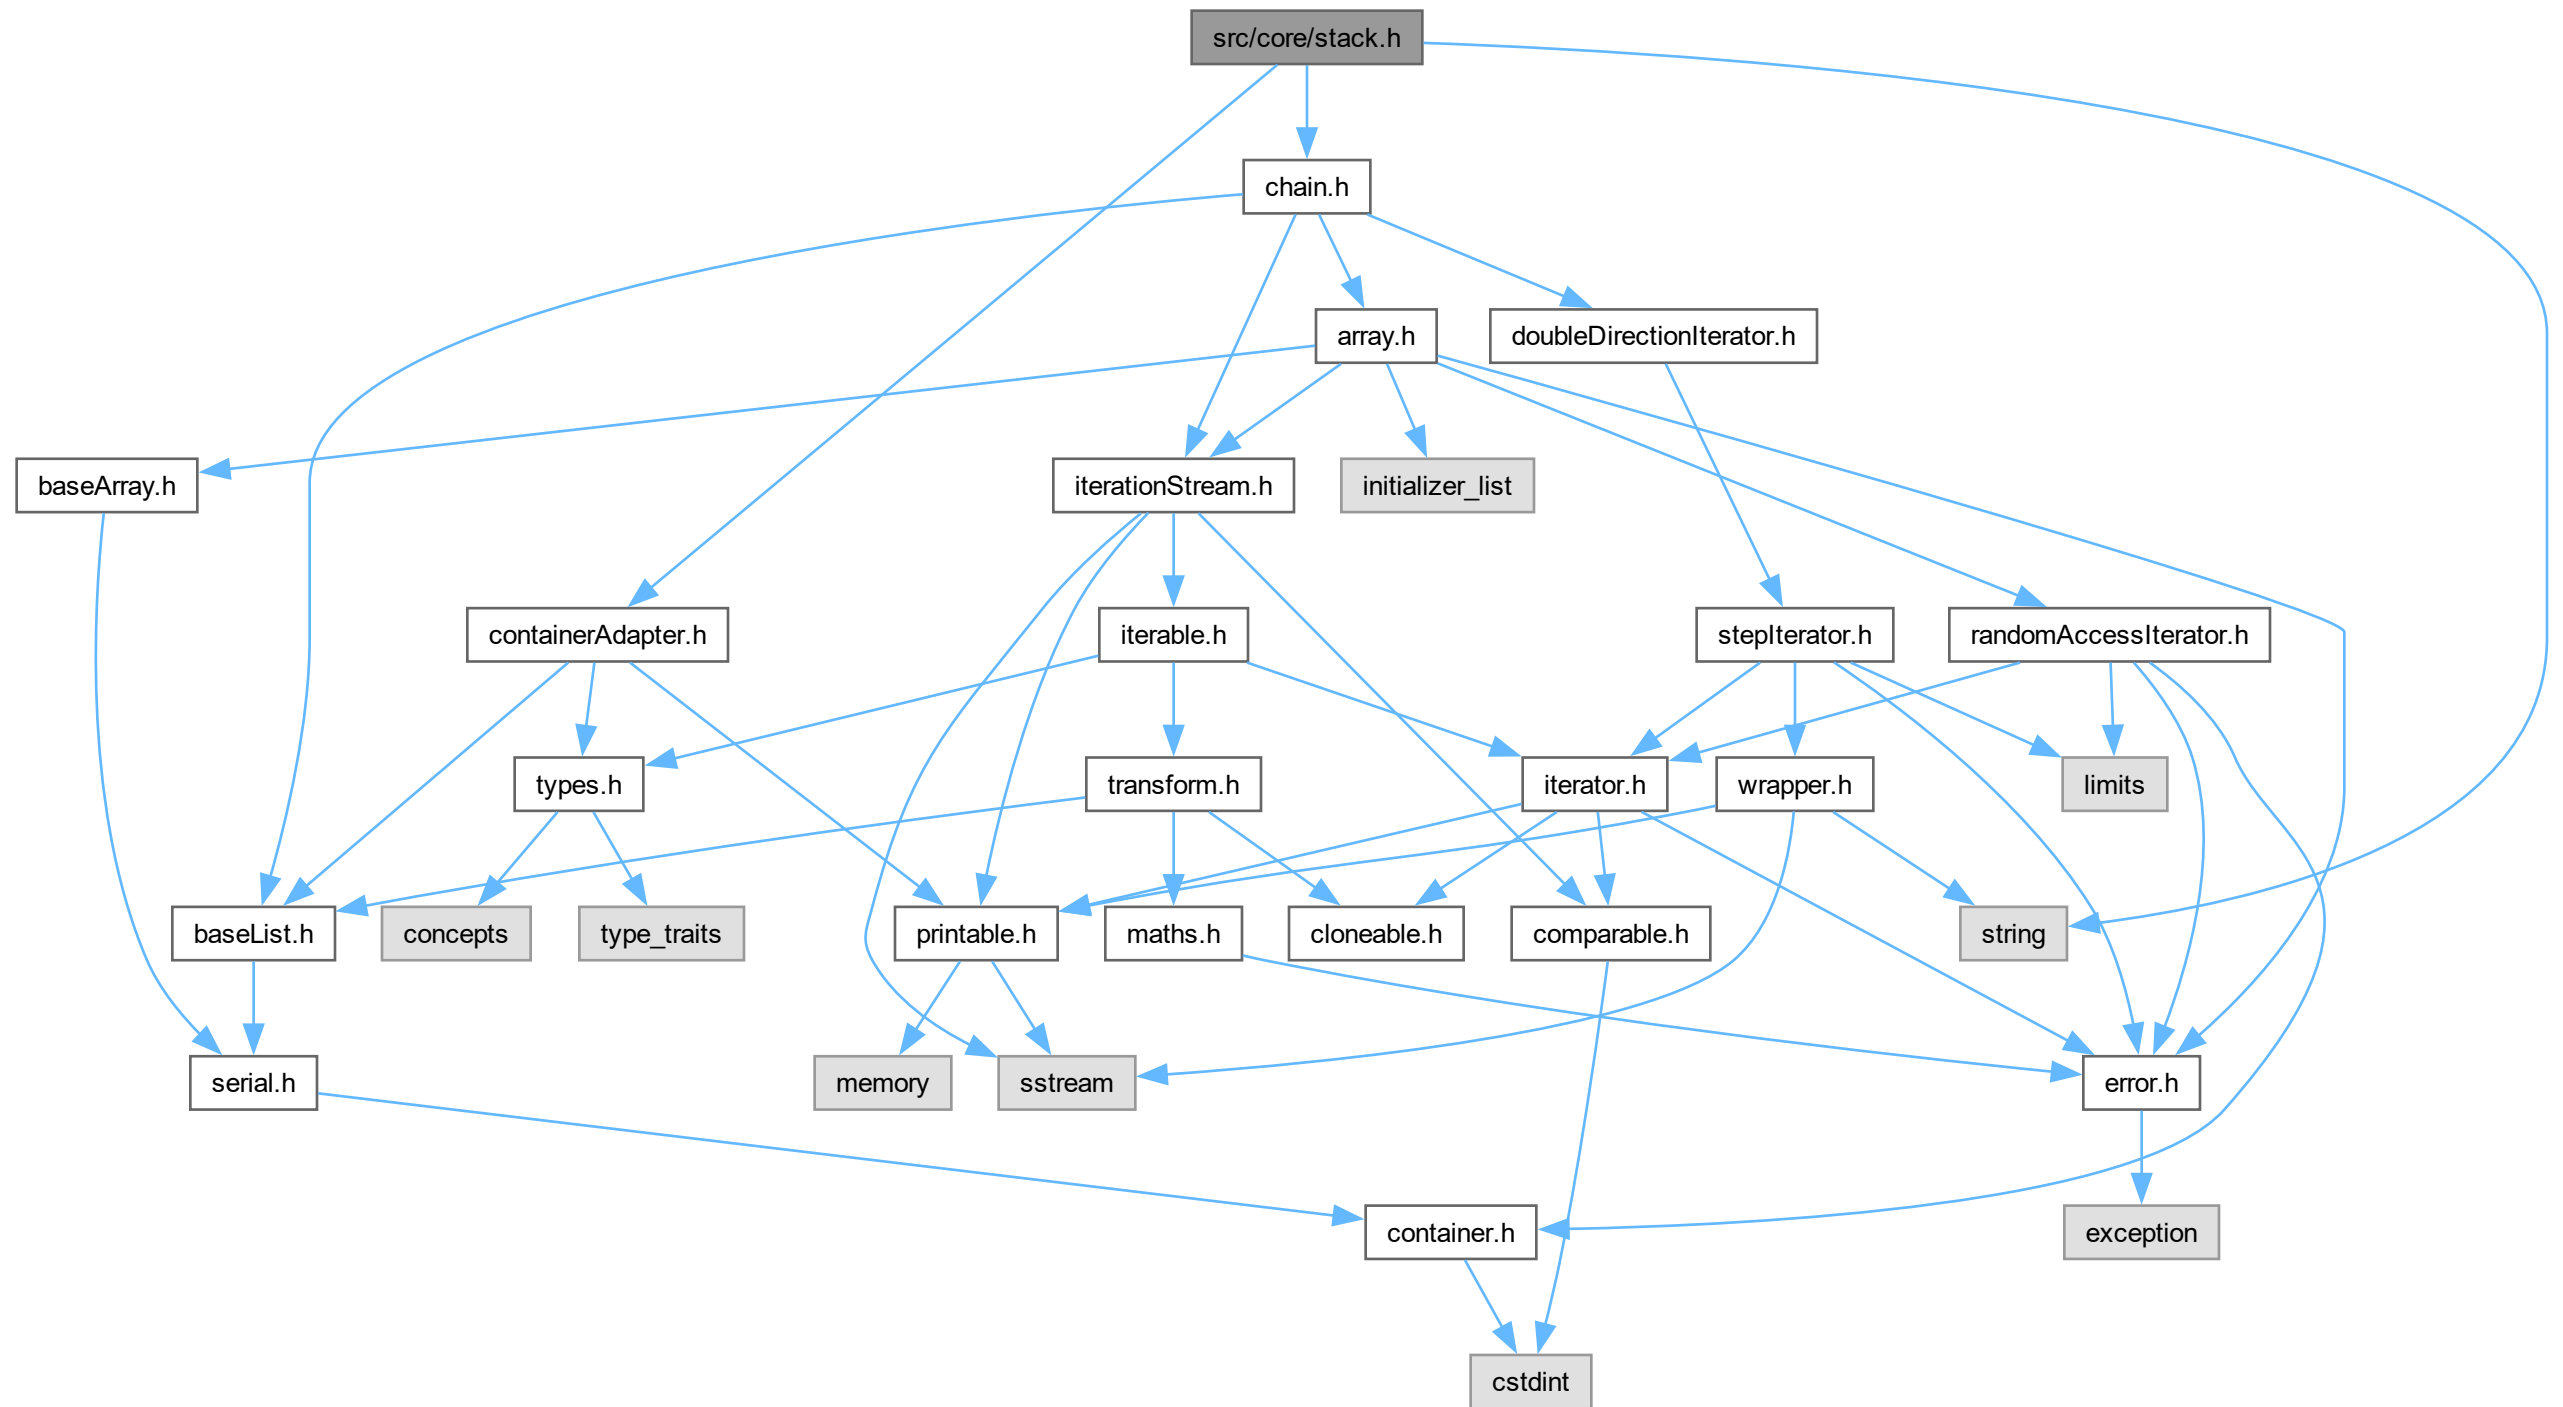 src/core/stack.h
chain.h
array.h
doubleDirectionIterator.h
baseArray.h
iterationStream.h
initializer_list
containerAdapter.h
iterable.h
stepIterator.h
randomAccessIterator.h
types.h
transform.h
iterator.h
wrapper.h
limits
baseList.h
concepts
type_traits
printable.h
maths.h
cloneable.h
comparable.h
string
serial.h
memory
sstream
error.h
container.h
exception
cstdint